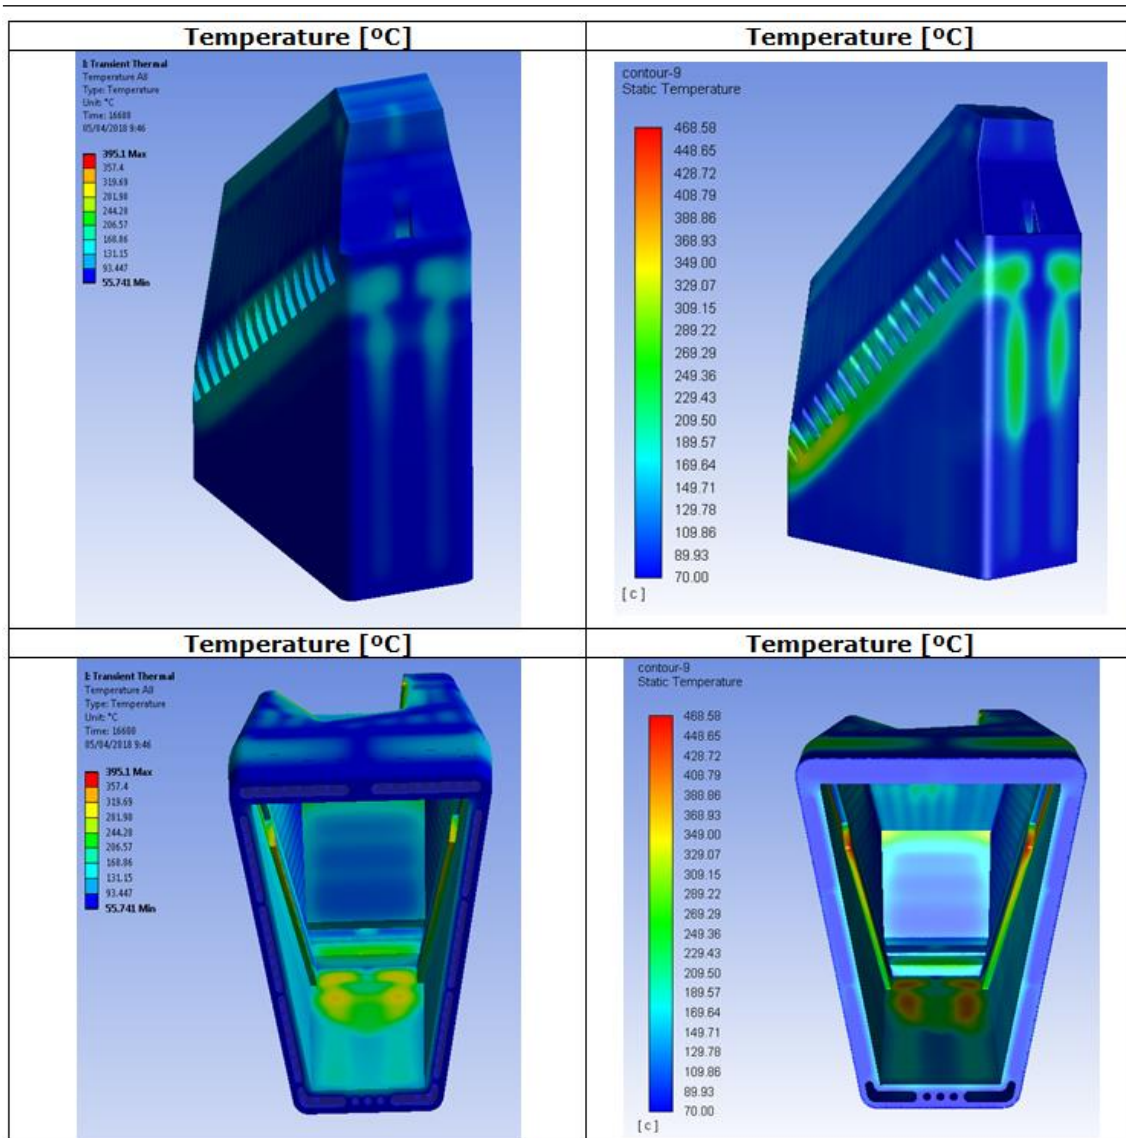 Temperature [ºC]
Temperature [ºC]
I: Transient Thermal
Temperature All
Type: Temperature
Unit: °C
Time: 16600
05/04/2018 9:46
395.1 Max
357.4
319.69
281.98
244.28
206.57
168.86
131.15
93.447
55.741 Min
contour-9
Static Temperature
468.58
448.65
428.72
408.79
388.86
368.93
349.00
329.07
309.15
289.22
269.29
249.36
229.43
209.50
189.57
169.64
149.71
129.78
109.86
89.93
70.00
[ c ]
Temperature [ºC]
Temperature [ºC]
I: Transient Thermal
Temperature All
Type: Temperature
Unit: °C
Time: 16600
05/04/2018 9:46
395.1 Max
357.4
319.69
281.98
244.28
206.57
168.86
131.15
93.447
55.741 Min
contour-9
Static Temperature
468.58
448.65
428.72
408.79
388.86
368.93
349.00
329.07
309.15
289.22
269.29
249.36
229.43
209.50
189.57
169.64
149.71
129.78
109.86
89.93
70.00
[ c ]